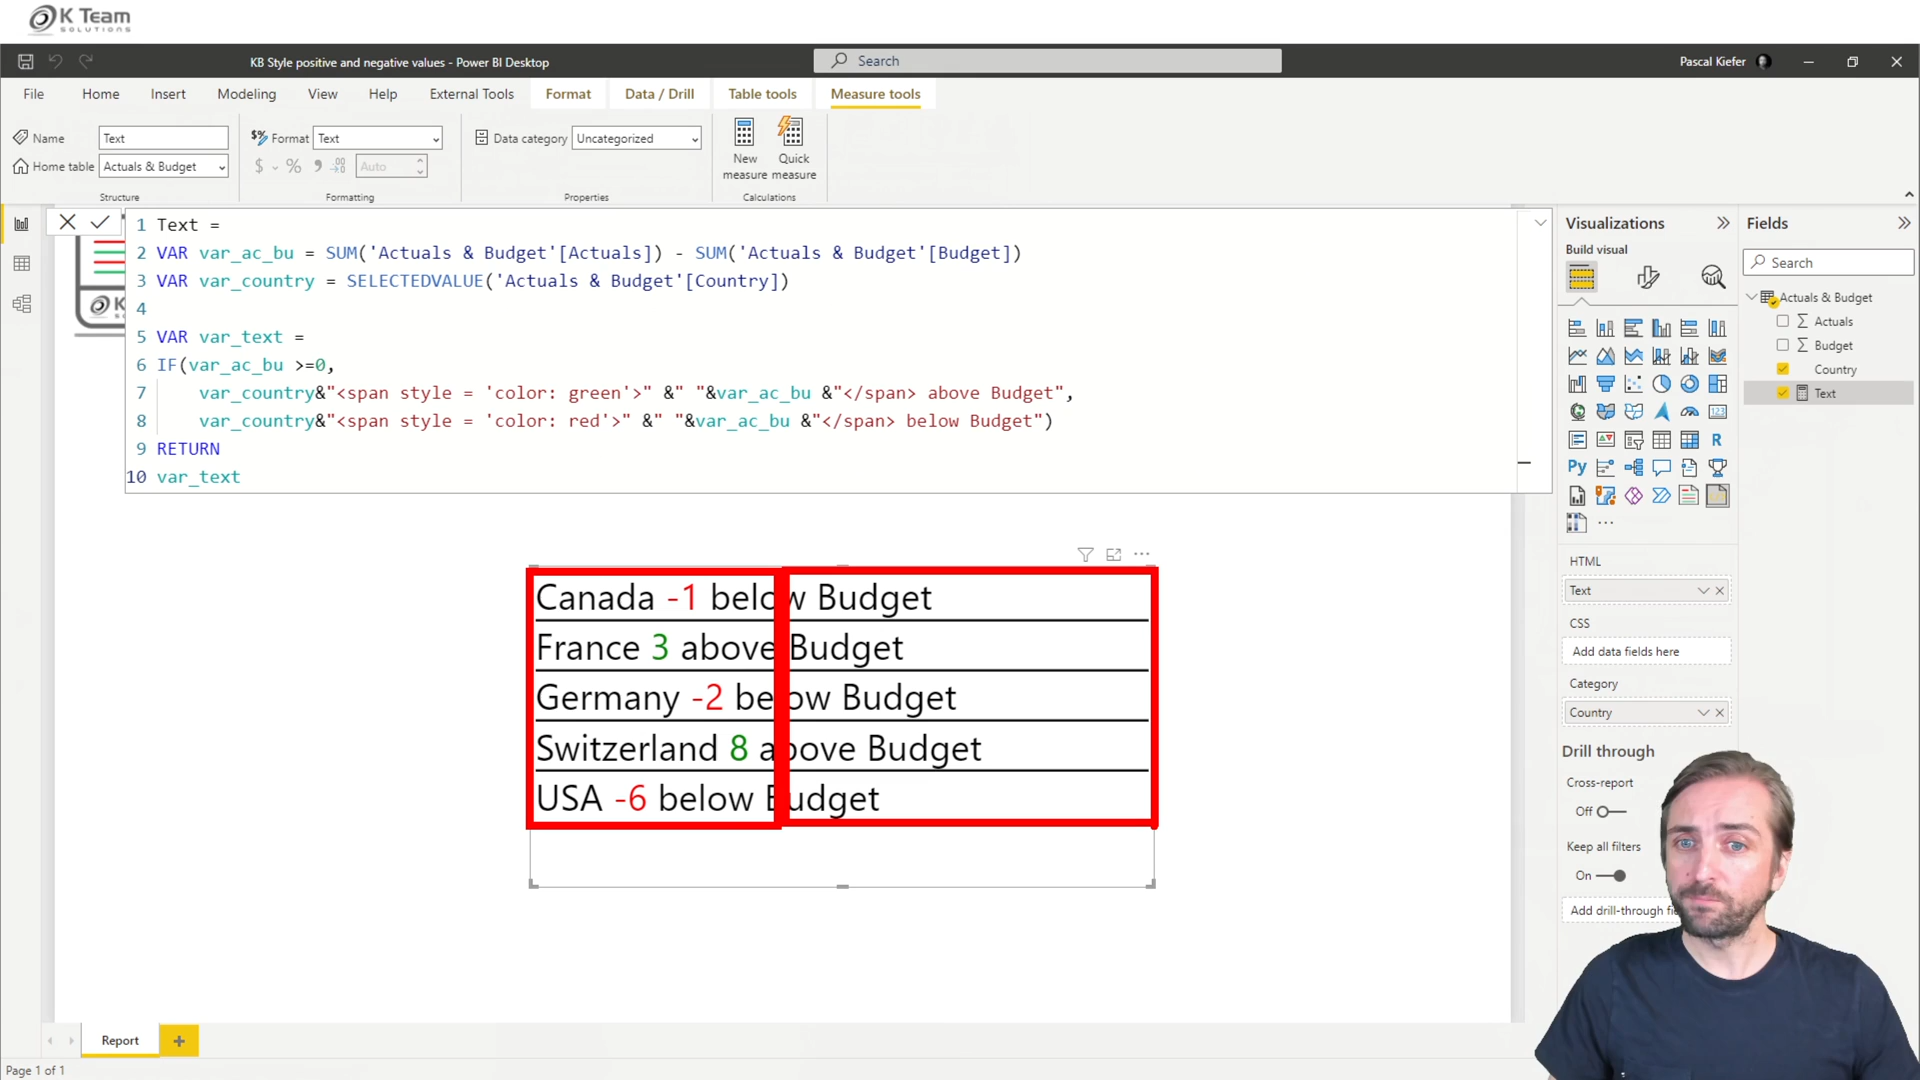 K Team
SOLUTIONS
KB Style positive and negative values - Power BI Desktop
Search
Pascal Kiefer
File
Home
Insert
Modeling
View
Help
External Tools
Format
Data / Drill
Table tools
Measure tools
Name
Text
Home table
Actuals & Budget
Structure
Format
Text
$
%
Auto
Formatting
Data category
Uncategorized
Properties
New measure
Quick measure
Calculations
1 Text =
2 VAR var_ac_bu = SUM('Actuals & Budget'[Actuals]) - SUM('Actuals & Budget'[Budget])
3 VAR var_country = SELECTEDVALUE('Actuals & Budget'[Country])
4
5 VAR var_text =
6 IF(var_ac_bu >=0,
7 var_country&"<span style = 'color: green'>" &" "&var_ac_bu &"</span> above Budget",
8 var_country&"<span style = 'color: red'>" &" "&var_ac_bu &"</span> below Budget")
9 RETURN
10 var_text
Canada -1 below Budget
France 3 above Budget
Germany -2 below Budget
Switzerland 8 above Budget
USA -6 below Budget
Visualizations
Build visual
Py
R
123
HTML
Text
CSS
Add data fields here
Category
Country
Drill through
Cross-report
Off
Keep all filters
On
Add drill-through
Fields
Search
Actuals & Budget
Actuals
Budget
Country
Text
Report
Page 1 of 1